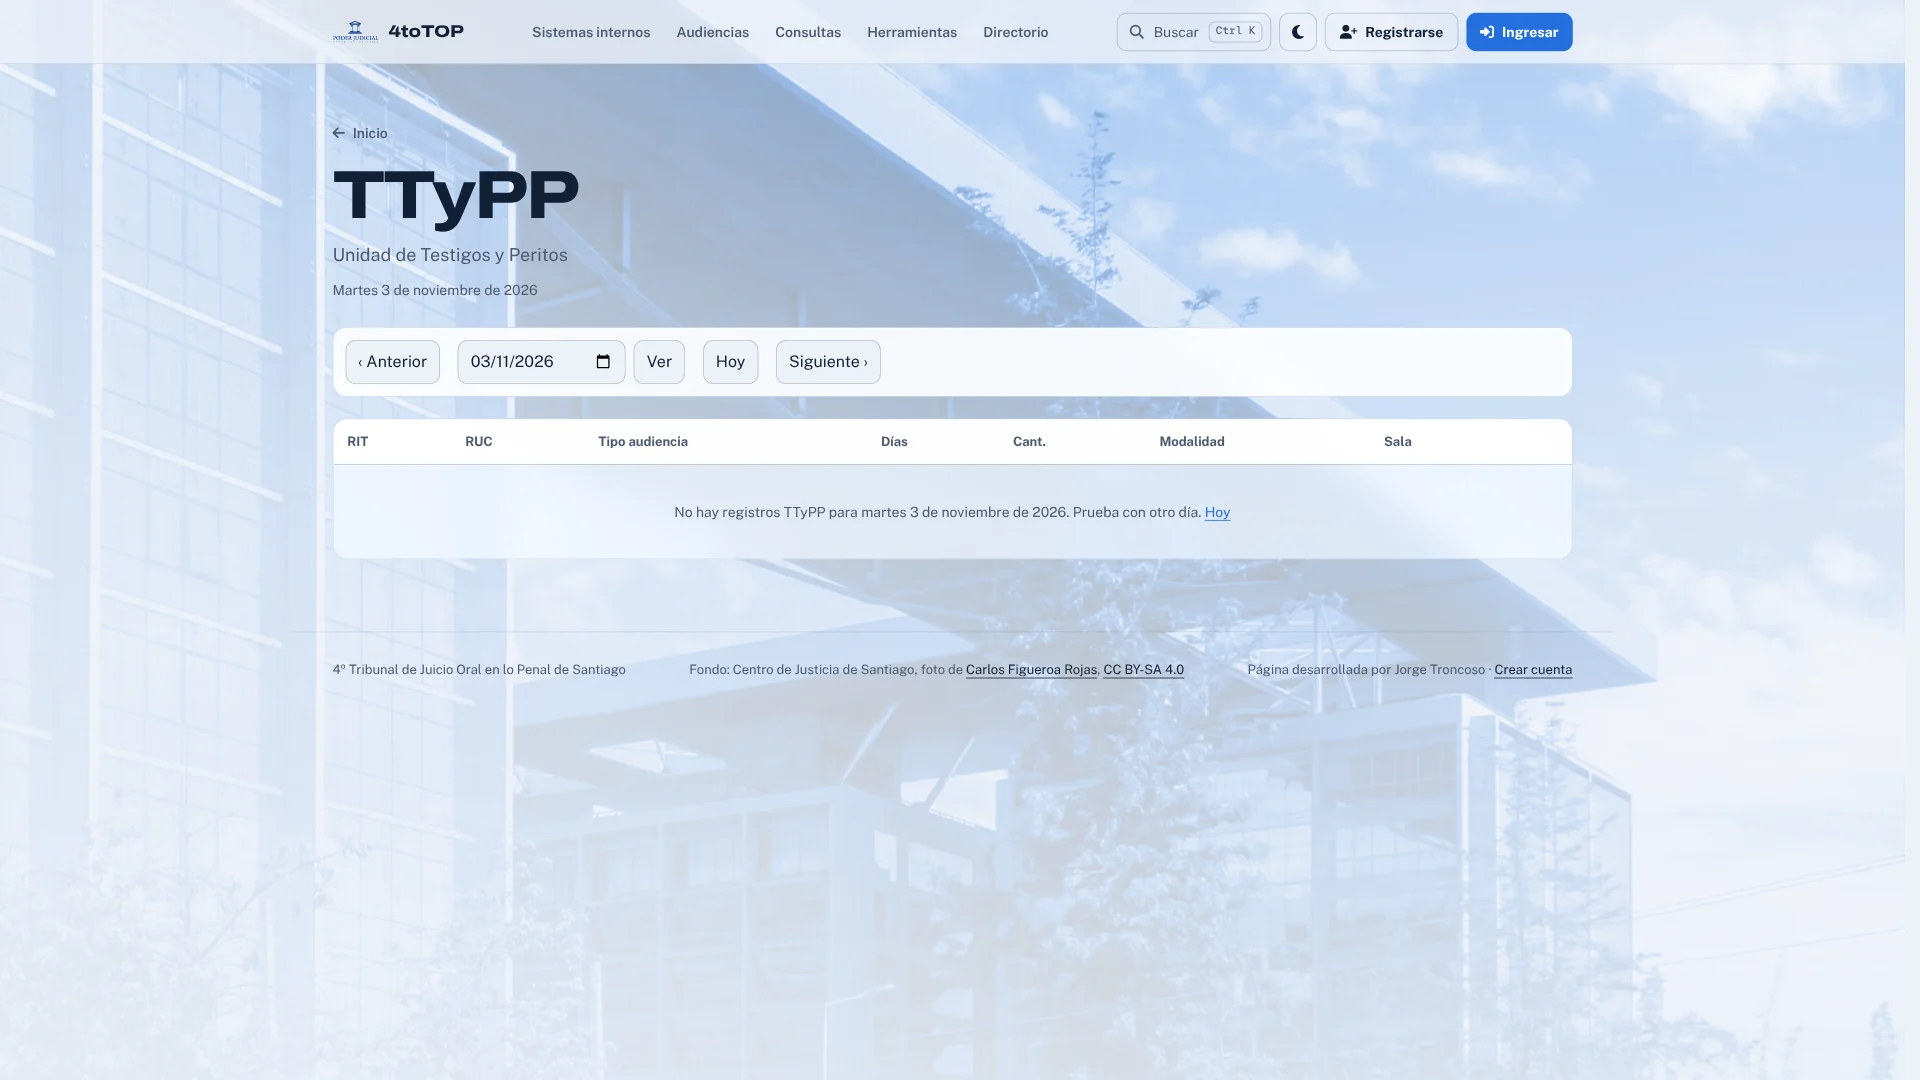 PODER JUDICIAL
4toTOP
Sistemas internos
Audiencias
Consultas
Herramientas
Directorio
Buscar
Ctrl K
Registrarse
Ingresar
← Inicio
TTyPP
Unidad de Testigos y Peritos
Martes 3 de noviembre de 2026
‹ Anterior
03/11/2026
Ver
Hoy
Siguiente ›
RIT
RUC
Tipo audiencia
Días
Cant.
Modalidad
Sala
No hay registros TTyPP para martes 3 de noviembre de 2026. Prueba con otro día. Hoy
4º Tribunal de Juicio Oral en lo Penal de Santiago
Fondo: Centro de Justicia de Santiago, foto de Carlos Figueroa Rojas, CC BY-SA 4.0
Página desarrollada por Jorge Troncoso · Crear cuenta